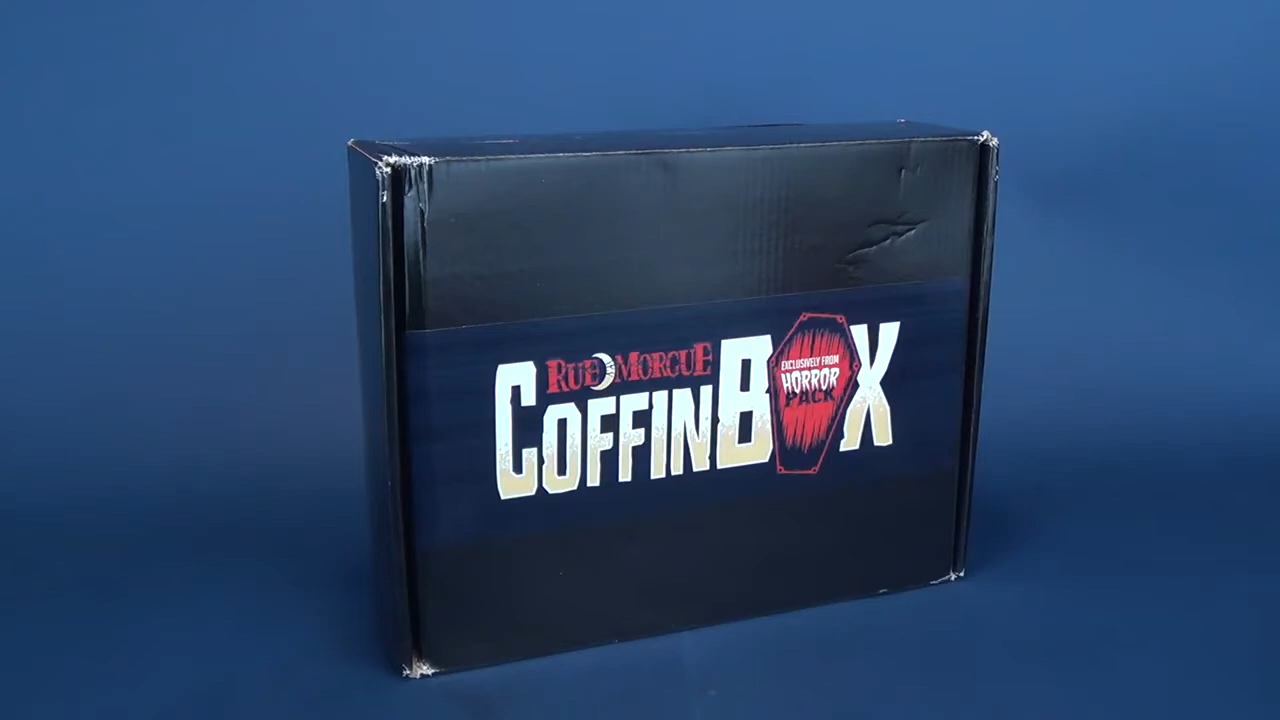 RUE MORGUE
COFFINBOX
EXCLUSIVELY FROM
HORROR
PACK